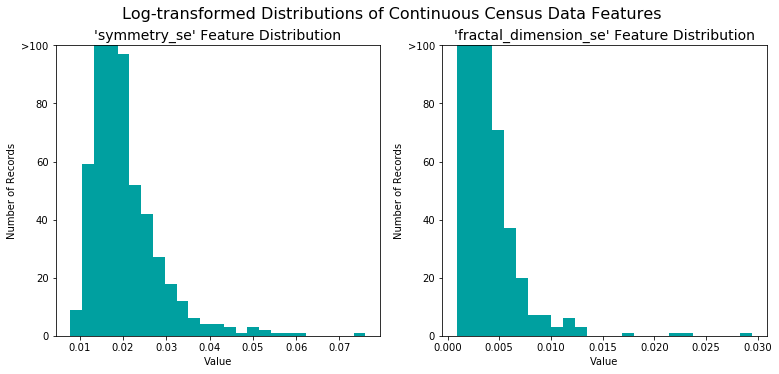 Log-transformed Distributions of Continuous Census Data Features
'symmetry_se' Feature Distribution
>100
80
60
40
20
0
Number of Records
0.01 0.02 0.03 0.04 0.05 0.06 0.07
Value
'fractal_dimension_se' Feature Distribution
>100
80
60
40
20
0
Number of Records
0.000 0.005 0.010 0.015 0.020 0.025 0.030
Value